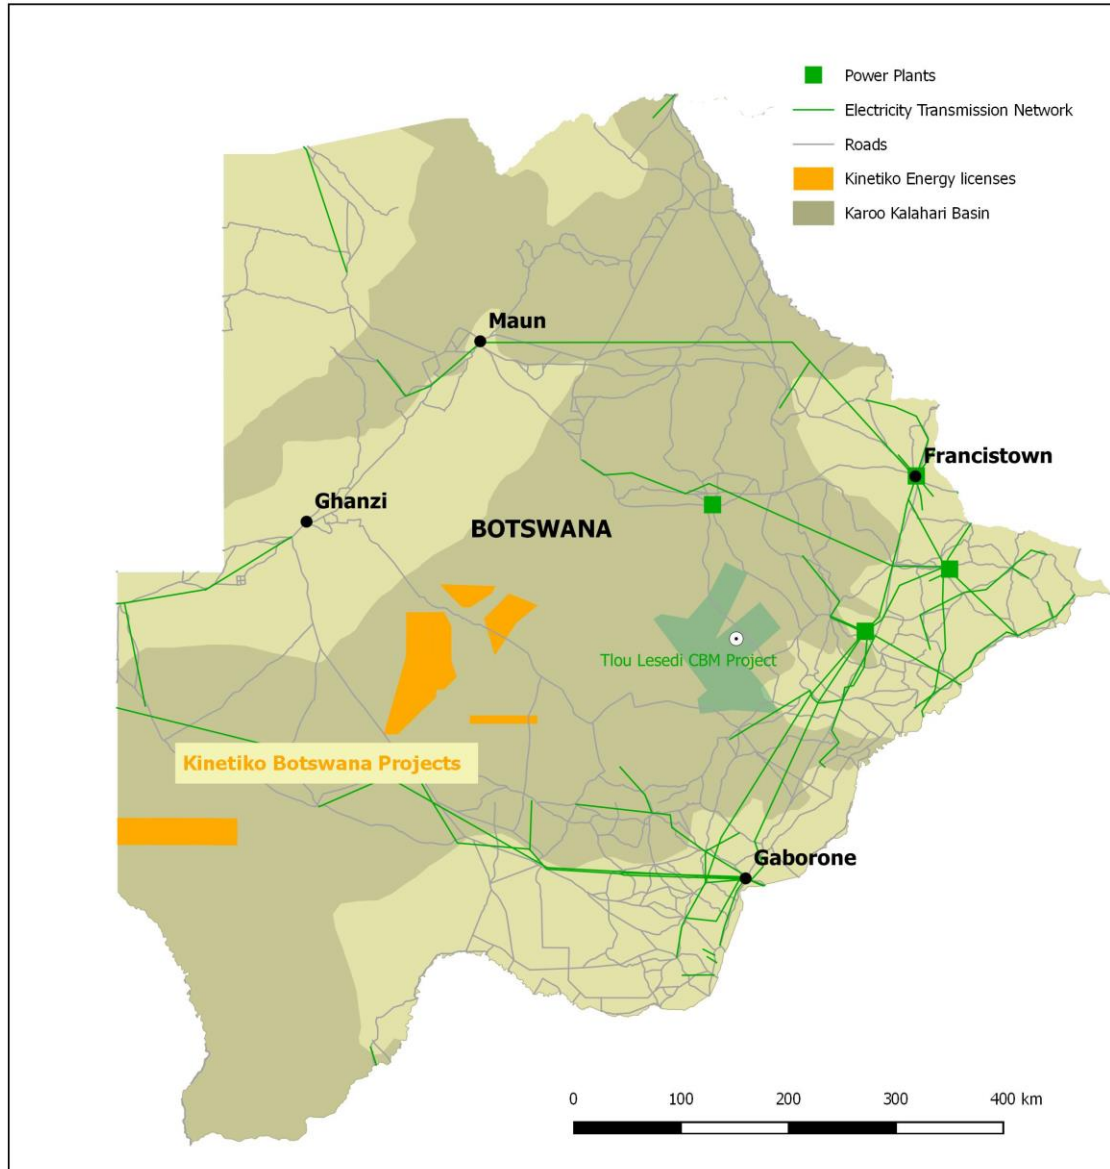 Power Plants
Electricity Transmission Network
Roads
Kinetiko Energy licenses
Karoo Kalahari Basin
Maun
Francistown
Ghanzi
BOTSWANA
Tlou Lesedi CBM Project
Kinetiko Botswana Projects
Gaborone
0 100 200 300 400 km